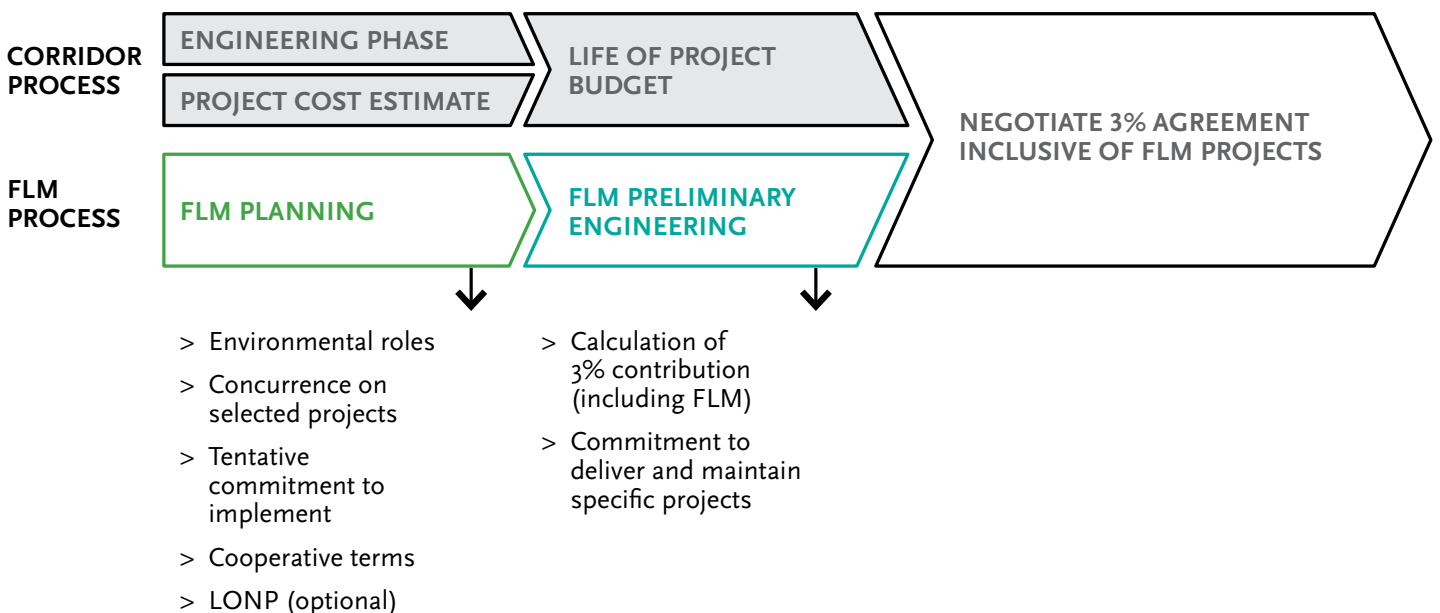 CORRIDOR
PROCESS
ENGINEERING PHASE
PROJECT COST ESTIMATE
LIFE OF PROJECT
BUDGET
NEGOTIATE 3% AGREEMENT
INCLUSIVE OF FLM PROJECTS
FLM
PROCESS
FLM PLANNING
FLM PRELIMINARY
ENGINEERING
> Environmental roles
> Concurrence on
selected projects
> Tentative
commitment to
implement
> Cooperative terms
> LONP (optional)
> Calculation of
3% contribution
(including FLM)
> Commitment to
deliver and maintain
specific projects